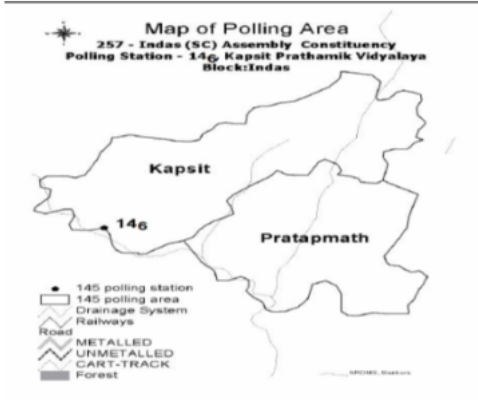 Map of Polling Area
257 - Indas (SC) Assembly Constituency
Polling Station - 146, Kapsit Prathamik Vidyalaya
Block:Indas
Kapsit
146
Pratapmath
145 polling station
145 polling area
Drainage System
Railways
Road
METALLED
UNMETALLED
CART-TRACK
Forest